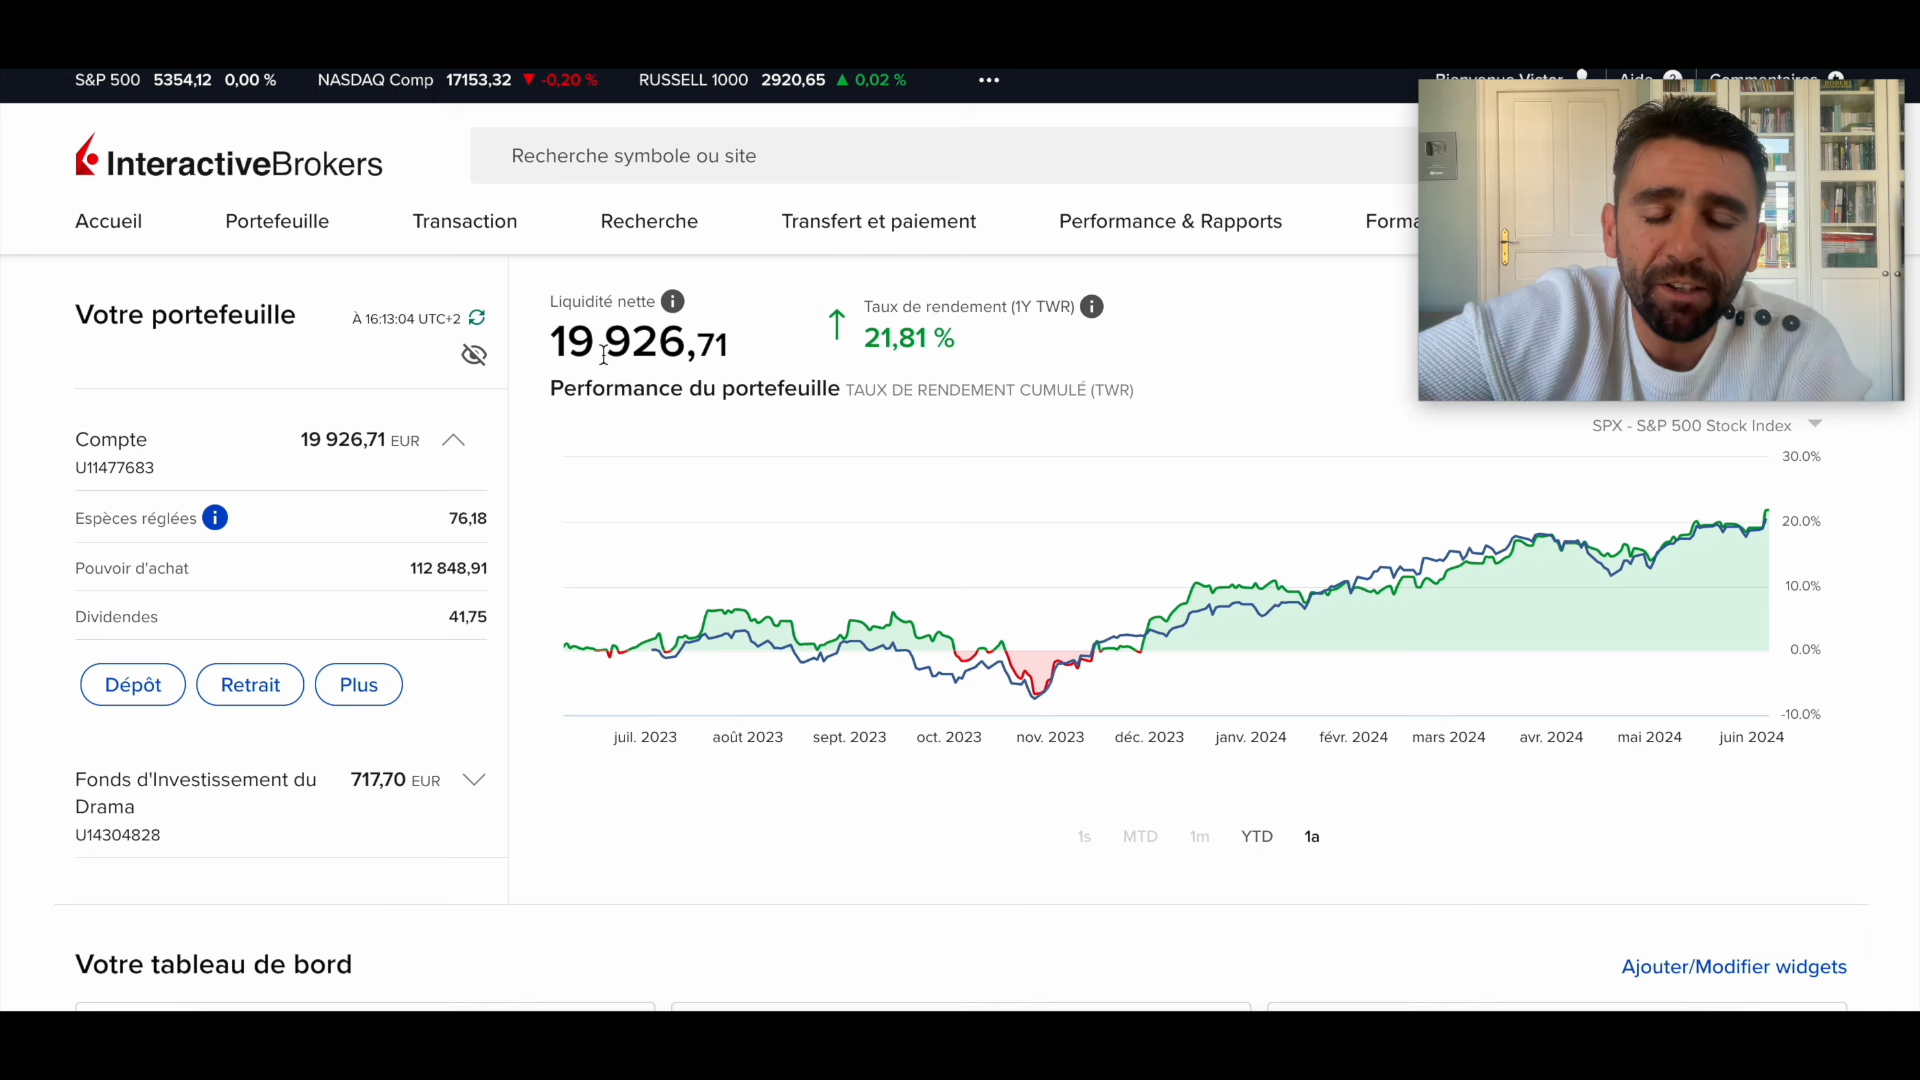 S&P 500 5354,12 0,00 % NASDAQ Comp 17153,32 ▼ -0,20 % RUSSELL 1000 2920,65 ▲ 0,02 % •••
Bienvenue Victor Aide ? Commentaires
InteractiveBrokers
Recherche symbole ou site
Accueil Portefeuille Transaction Recherche Transfert et paiement Performance & Rapports Forma
Votre portefeuille À 16:13:04 UTC+2
Liquidité nette i
19 926,71
Taux de rendement (1Y TWR) i
↑ 21,81 %
Performance du portefeuille TAUX DE RENDEMENT CUMULÉ (TWR)
SPX - S&P 500 Stock Index
Compte 19 926,71 EUR
U11477683
Espèces réglées i 76,18
Pouvoir d'achat 112 848,91
Dividendes 41,75
Dépôt Retrait Plus
Fonds d'Investissement du Drama 717,70 EUR
U14304828
30.0%
20.0%
10.0%
0.0%
-10.0%
juil. 2023 août 2023 sept. 2023 oct. 2023 nov. 2023 déc. 2023 janv. 2024 févr. 2024 mars 2024 avr. 2024 mai 2024 juin 2024
1s MTD 1m YTD 1a
Votre tableau de bord Ajouter/Modifier widgets